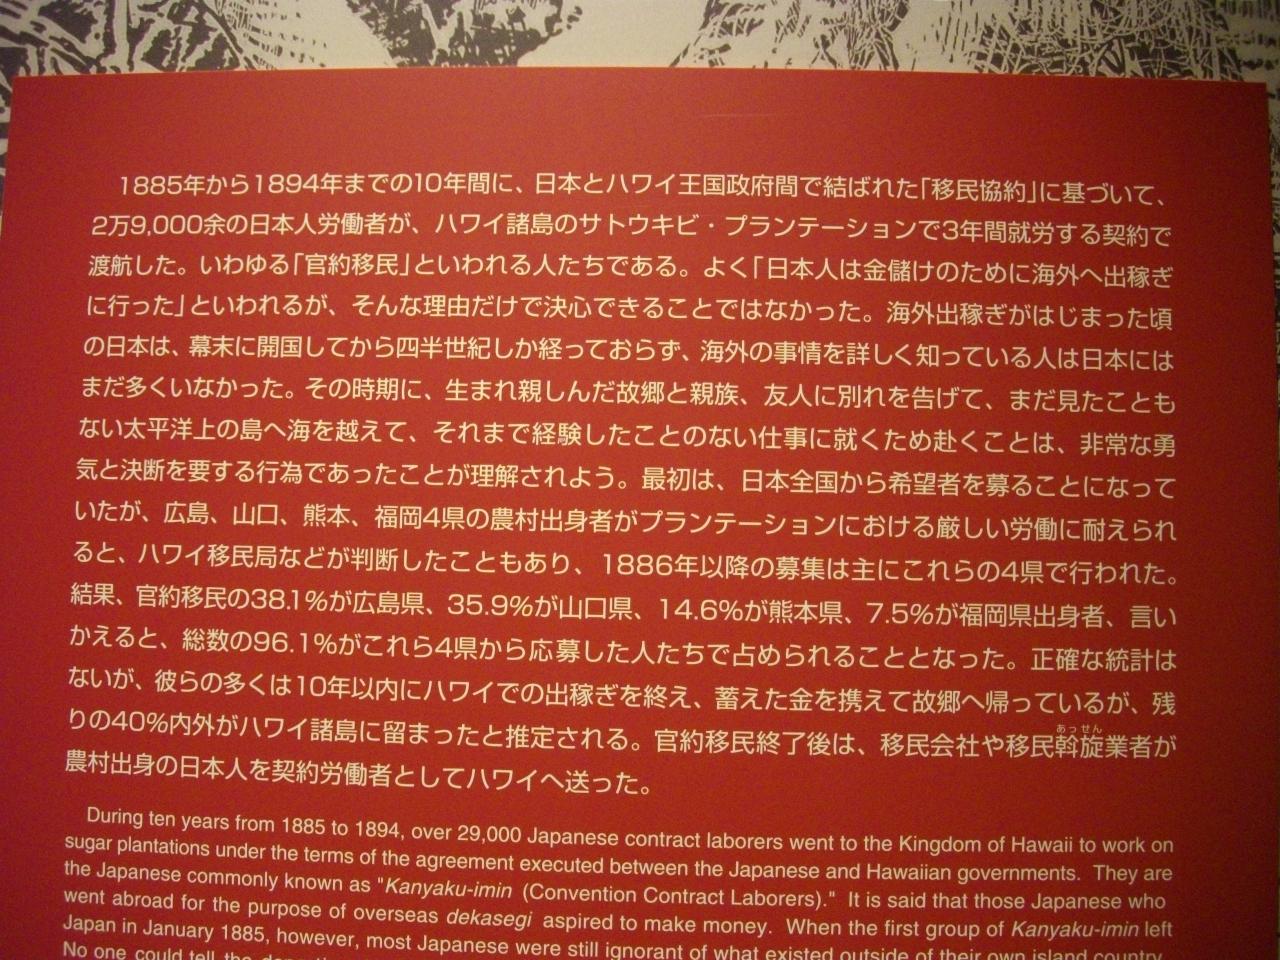 1885年から1894年までの10年間に、日本とハワイ王国政府間で結ばれた「移民協約」に基づいて、
2万9,000余の日本人労働者が、ハワイ諸島のサトウキビ・プランテーションで3年間就労する契約で
渡航した。いわゆる「官約移民」といわれる人たちである。よく「日本人は金儲けのために海外へ出稼ぎ
に行った」といわれるが、そんな理由だけで決心できることではなかった。海外出稼ぎがはじまった頃
の日本は、幕末に開国してから四半世紀しか経っておらず、海外の事情を詳しく知っている人は日本には
まだ多くいなかった。その時期に、生まれ親しんだ故郷と親族、友人に別れを告げて、まだ見たことも
ない太平洋上の島へ海を越えて、それまで経験したことのない仕事に就くため赴くことは、非常な勇
気と決断を要する行為であったことが理解されよう。最初は、日本全国から希望者を募ることになって
いたが、広島、山口、熊本、福岡4県の農村出身者がプランテーションにおける厳しい労働に耐えられ
ると、ハワイ移民局などが判断したこともあり、1886年以降の募集は主にこれらの4県で行われた。
結果、官約移民の38.1%が広島県、35.9%が山口県、14.6%が熊本県、7.5%が福岡県出身者、言い
かえると、総数の96.1%がこれら4県から応募した人たちで占められることとなった。正確な統計は
ないが、彼らの多くは10年以内にハワイでの出稼ぎを終え、蓄えた金を携えて故郷へ帰っているが、残
りの40%内外がハワイ諸島に留まったと推定される。官約移民終了後は、移民会社や移民斡旋業者が
あっせん
農村出身の日本人を契約労働者としてハワイへ送った。
During ten years from 1885 to 1894, over 29,000 Japanese contract laborers went to the Kingdom of Hawaii to work on
sugar plantations under the terms of the agreement executed between the Japanese and Hawaiian governments. They are
the Japanese commonly known as "Kanyaku-imin (Convention Contract Laborers)." It is said that those Japanese who
went abroad for the purpose of overseas dekasegi aspired to make money. When the first group of Kanyaku-imin left
Japan in January 1885, however, most Japanese were still ignorant of what existed outside of their own island country.
No one could tell the